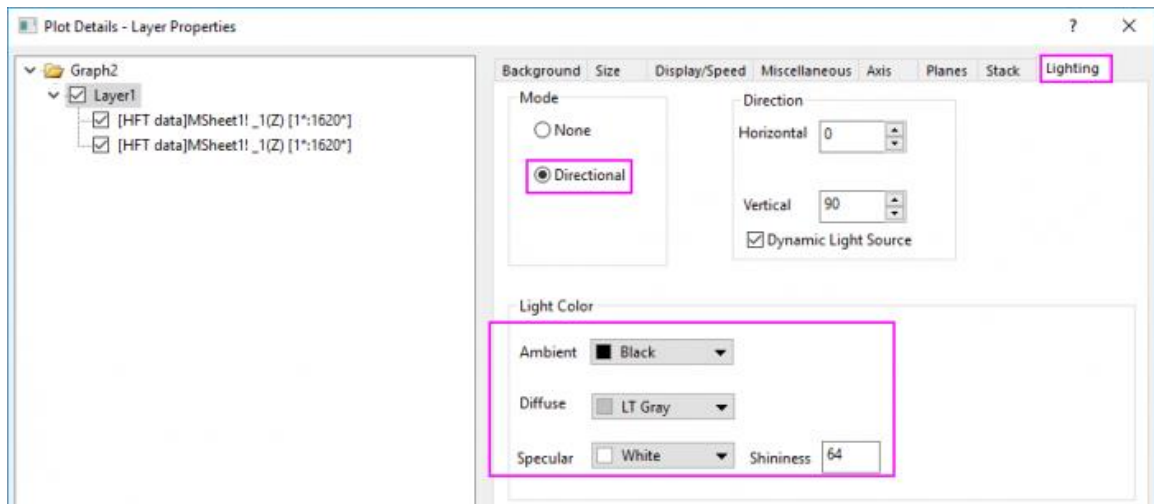 Plot Details - Layer Properties
?
Graph2
Layer1
[HFT data]MSheet1! _1(Z) [1*:1620*]
[HFT data]MSheet1! _1(Z) [1*:1620*]
Background Size Display/Speed Miscellaneous Axis Planes Stack Lighting
Mode
None
Directional
Direction
Horizontal 0
Vertical 90
Dynamic Light Source
Light Color
Ambient Black
Diffuse LT Gray
Specular White Shininess 64